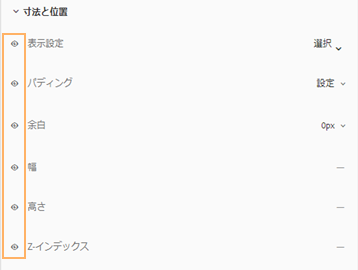 寸法と位置
表示設定 選択
パディング 設定
余白 0px
幅 —
高さ —
Z-インデックス —